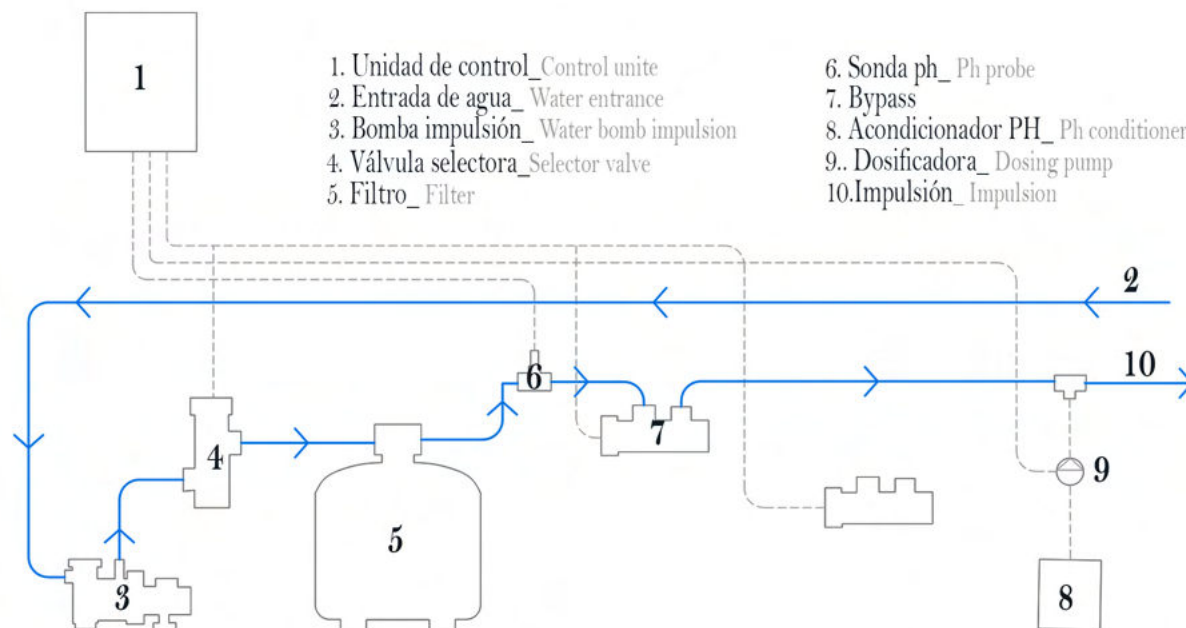 1
1. Unidad de control_ Control unite
2. Entrada de agua_ Water entrance
3. Bomba impulsión_ Water bomb impulsion
4. Válvula selectora_Selector valve
5. Filtro_ Filter
6. Sonda ph_ Ph probe
7. Bypass
8. Acondicionador PH_ Ph conditioner
9.. Dosificadora_ Dosing pump
10.Impulsión_ Impulsion
2
10
6
7
4
9
5
3
8